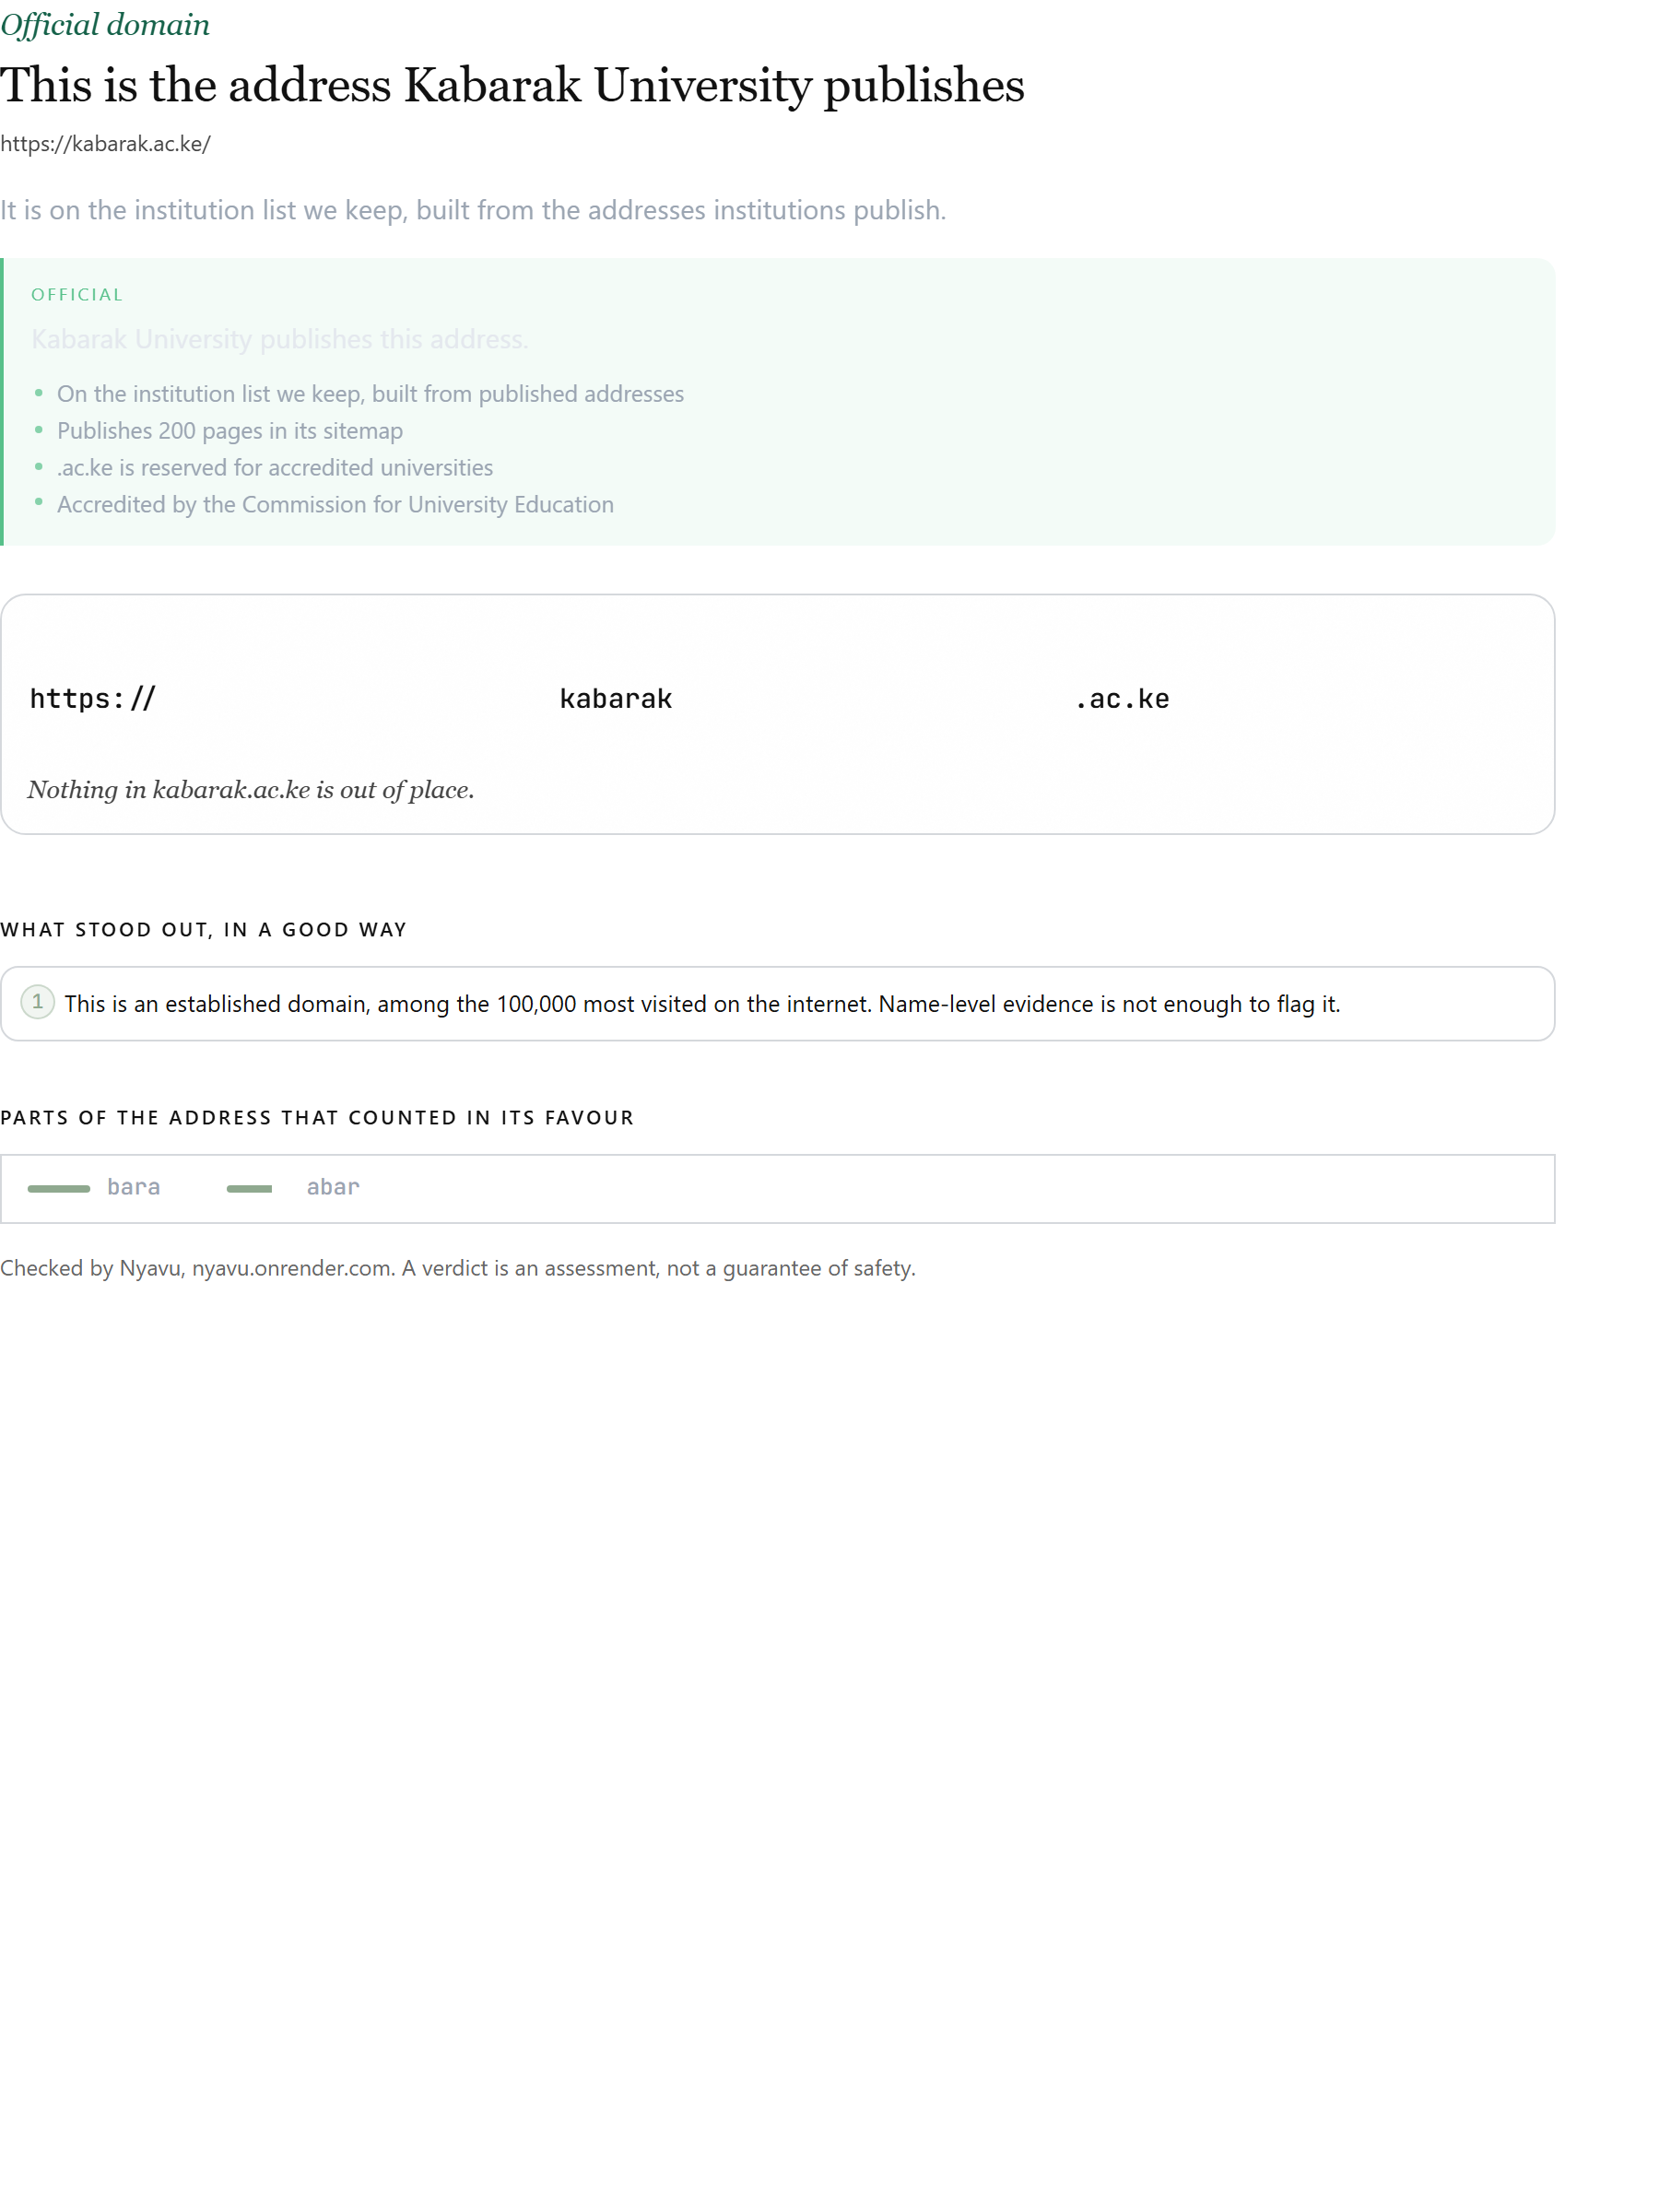 Official domain
This is the address Kabarak University publishes
https://kabarak.ac.ke/
It is on the institution list we keep, built from the addresses institutions publish.
OFFICIAL
Kabarak University publishes this address.
On the institution list we keep, built from published addresses
Publishes 200 pages in its sitemap
.ac.ke is reserved for accredited universities
Accredited by the Commission for University Education
https:// kabarak .ac.ke
Nothing in kabarak.ac.ke is out of place.
WHAT STOOD OUT, IN A GOOD WAY
1 This is an established domain, among the 100,000 most visited on the internet. Name-level evidence is not enough to flag it.
PARTS OF THE ADDRESS THAT COUNTED IN ITS FAVOUR
bara abar
Checked by Nyavu, nyavu.onrender.com. A verdict is an assessment, not a guarantee of safety.